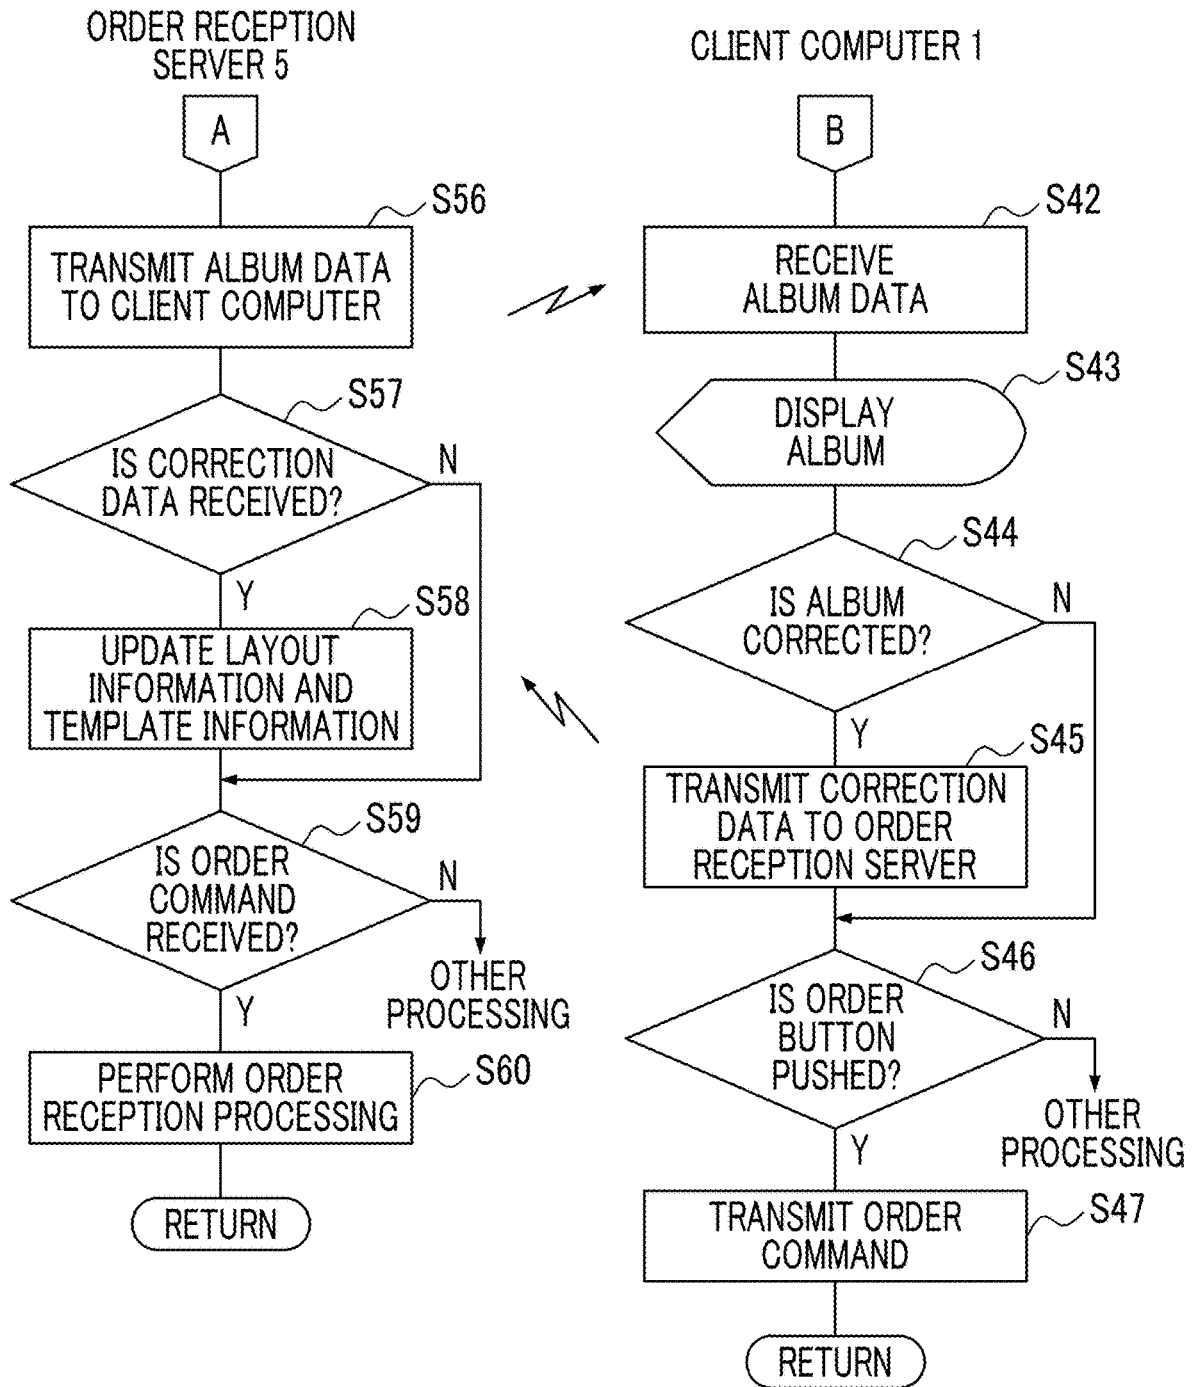 ORDER RECEPTION
SERVER 5
A
S56
TRANSMIT ALBUM DATA
TO CLIENT COMPUTER
S57
IS CORRECTION
DATA RECEIVED?
N
Y
S58
UPDATE LAYOUT
INFORMATION AND
TEMPLATE INFORMATION
S59
IS ORDER
COMMAND
RECEIVED?
N
OTHER
PROCESSING
Y
S60
PERFORM ORDER
RECEPTION PROCESSING
RETURN
CLIENT COMPUTER 1
B
S42
RECEIVE
ALBUM DATA
S43
DISPLAY
ALBUM
S44
IS ALBUM
CORRECTED?
N
Y
S45
TRANSMIT CORRECTION
DATA TO ORDER
RECEPTION SERVER
S46
IS ORDER
BUTTON
PUSHED?
N
OTHER
PROCESSING
Y
S47
TRANSMIT ORDER
COMMAND
RETURN